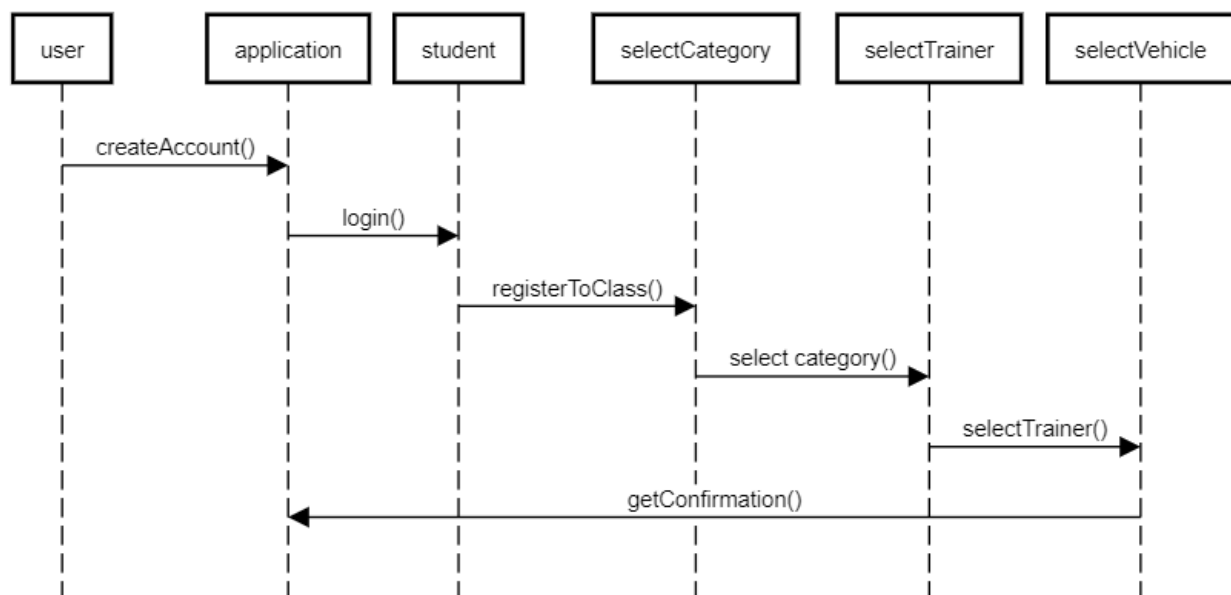 user
application
student
selectCategory
selectTrainer
selectVehicle
createAccount()
login()
registerToClass()
select category()
selectTrainer()
getConfirmation()